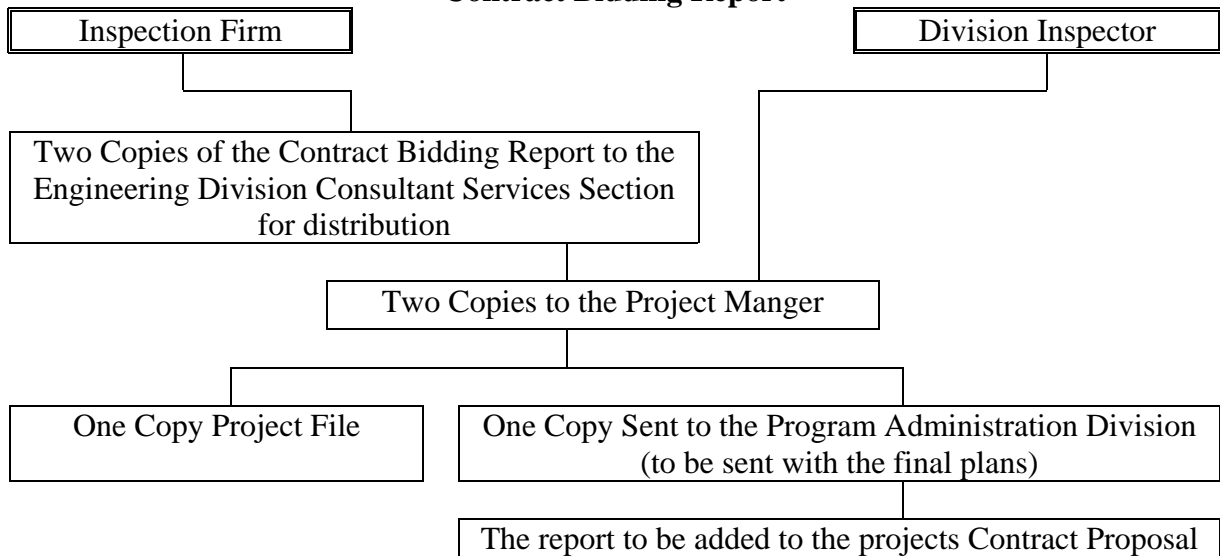 Contract Bidding Report
Inspection Firm
Division Inspector
Two Copies of the Contract Bidding Report to the
Engineering Division Consultant Services Section
for distribution
Two Copies to the Project Manger
One Copy Project File
One Copy Sent to the Program Administration Division
(to be sent with the final plans)
The report to be added to the projects Contract Proposal